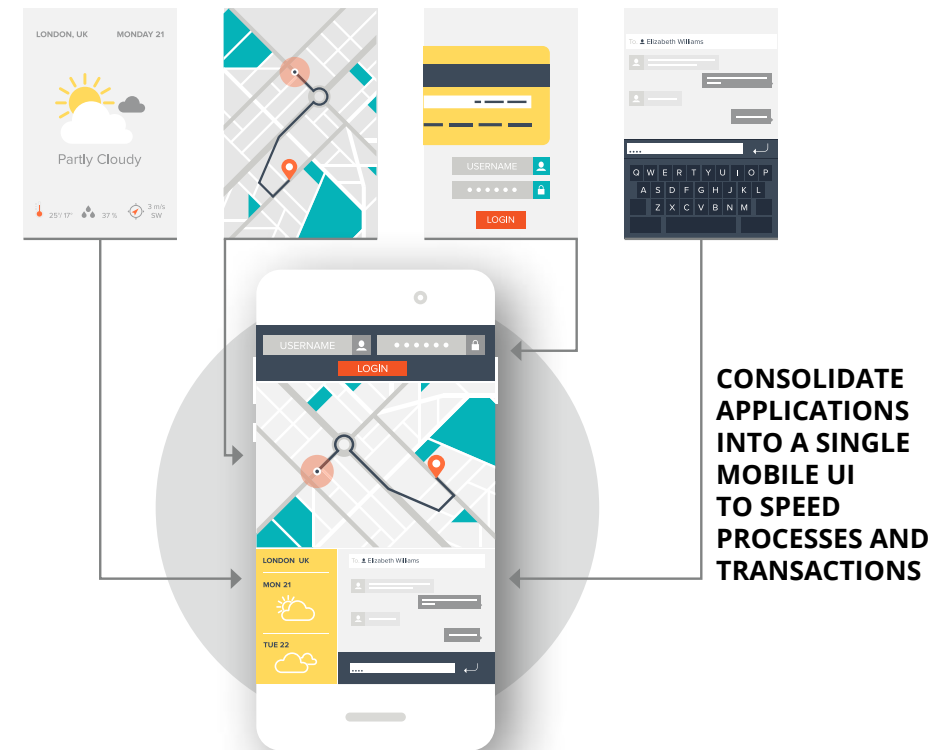 LONDON, UK MONDAY 21
Partly Cloudy
25°/ 17° 37 % 3 m/s
SW
USERNAME
LOGIN
To: Elizabeth Williams
....
Q W E R T Y U I O P
A S D F G H J K L
Z X C V B N M
USERNAME
LOGIN
LONDON UK
MON 21
TUE 22
To: Elizabeth Williams
....
CONSOLIDATE
APPLICATIONS
INTO A SINGLE
MOBILE UI
TO SPEED
PROCESSES AND
TRANSACTIONS